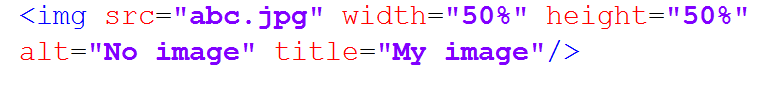 <img src="abc.jpg" width="50%" height="50%"
alt="No image" title="My image"/>